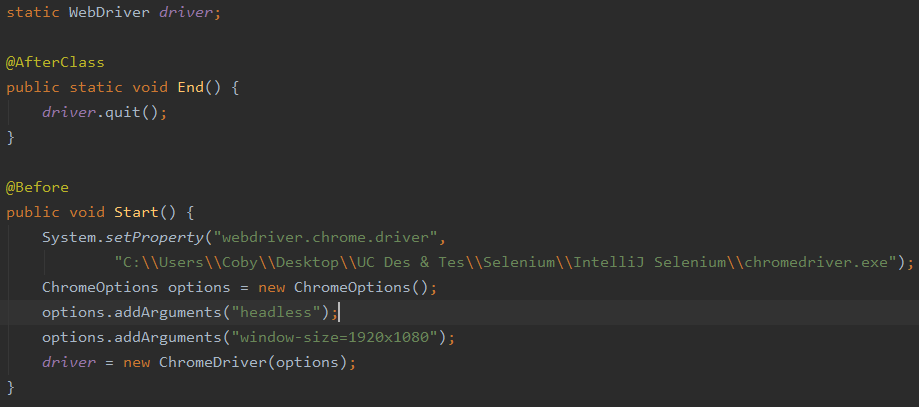 static WebDriver driver;
@AfterClass
public static void End() {
driver.quit();
}
@Before
public void Start() {
System.setProperty("webdriver.chrome.driver",
"C:\\Users\\Coby\\Desktop\\UC Des & Tes\\Selenium\\IntelliJ Selenium\\chromedriver.exe");
ChromeOptions options = new ChromeOptions();
options.addArguments("headless");
options.addArguments("window-size=1920x1080");
driver = new ChromeDriver(options);
}